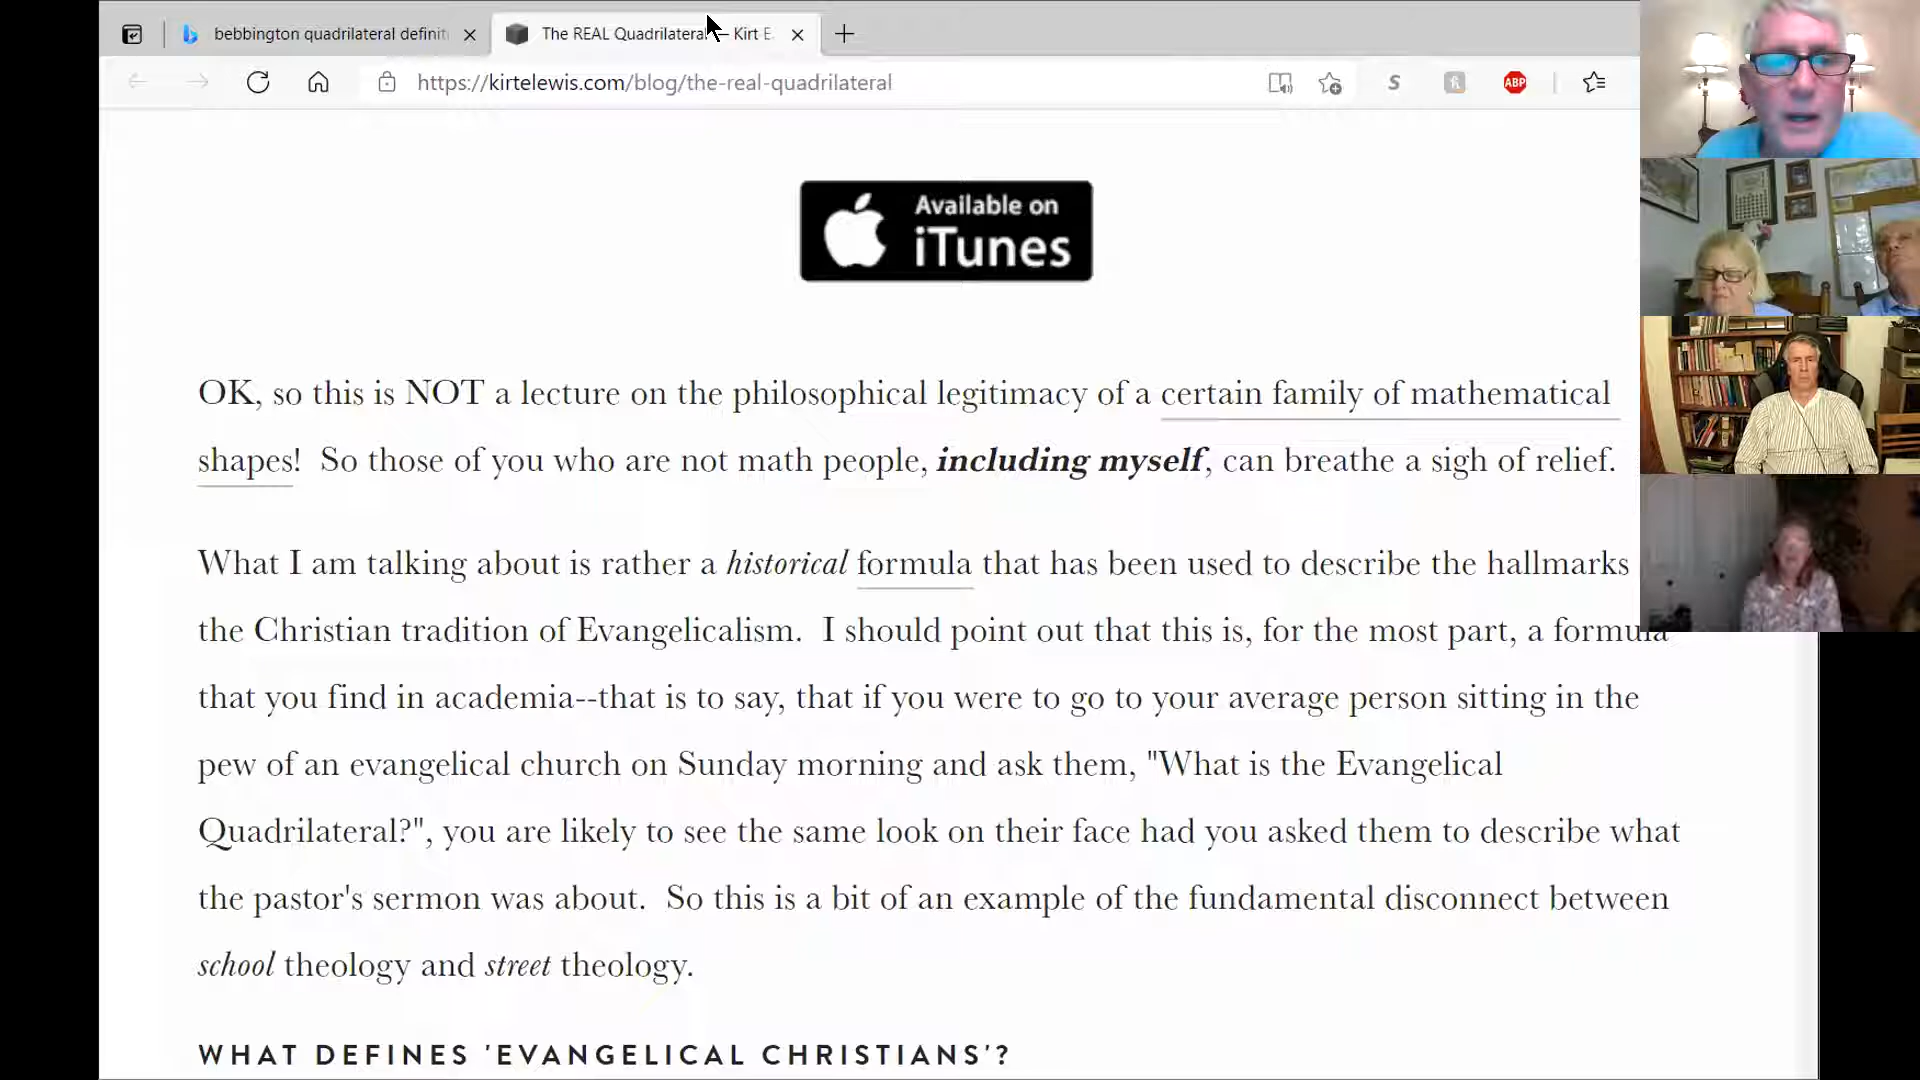 bebbington quadrilateral definit
The REAL Quadrilateral — Kirt E.
https://kirtelewis.com/blog/the-real-quadrilateral
S
ABP
Available on
iTunes
OK, so this is NOT a lecture on the philosophical legitimacy of a certain family of mathematical
shapes! So those of you who are not math people, including myself, can breathe a sigh of relief.
What I am talking about is rather a historical formula that has been used to describe the hallmarks
the Christian tradition of Evangelicalism. I should point out that this is, for the most part, a formula
that you find in academia--that is to say, that if you were to go to your average person sitting in the
pew of an evangelical church on Sunday morning and ask them, "What is the Evangelical
Quadrilateral?", you are likely to see the same look on their face had you asked them to describe what
the pastor's sermon was about. So this is a bit of an example of the fundamental disconnect between
school theology and street theology.
WHAT DEFINES 'EVANGELICAL CHRISTIANS'?